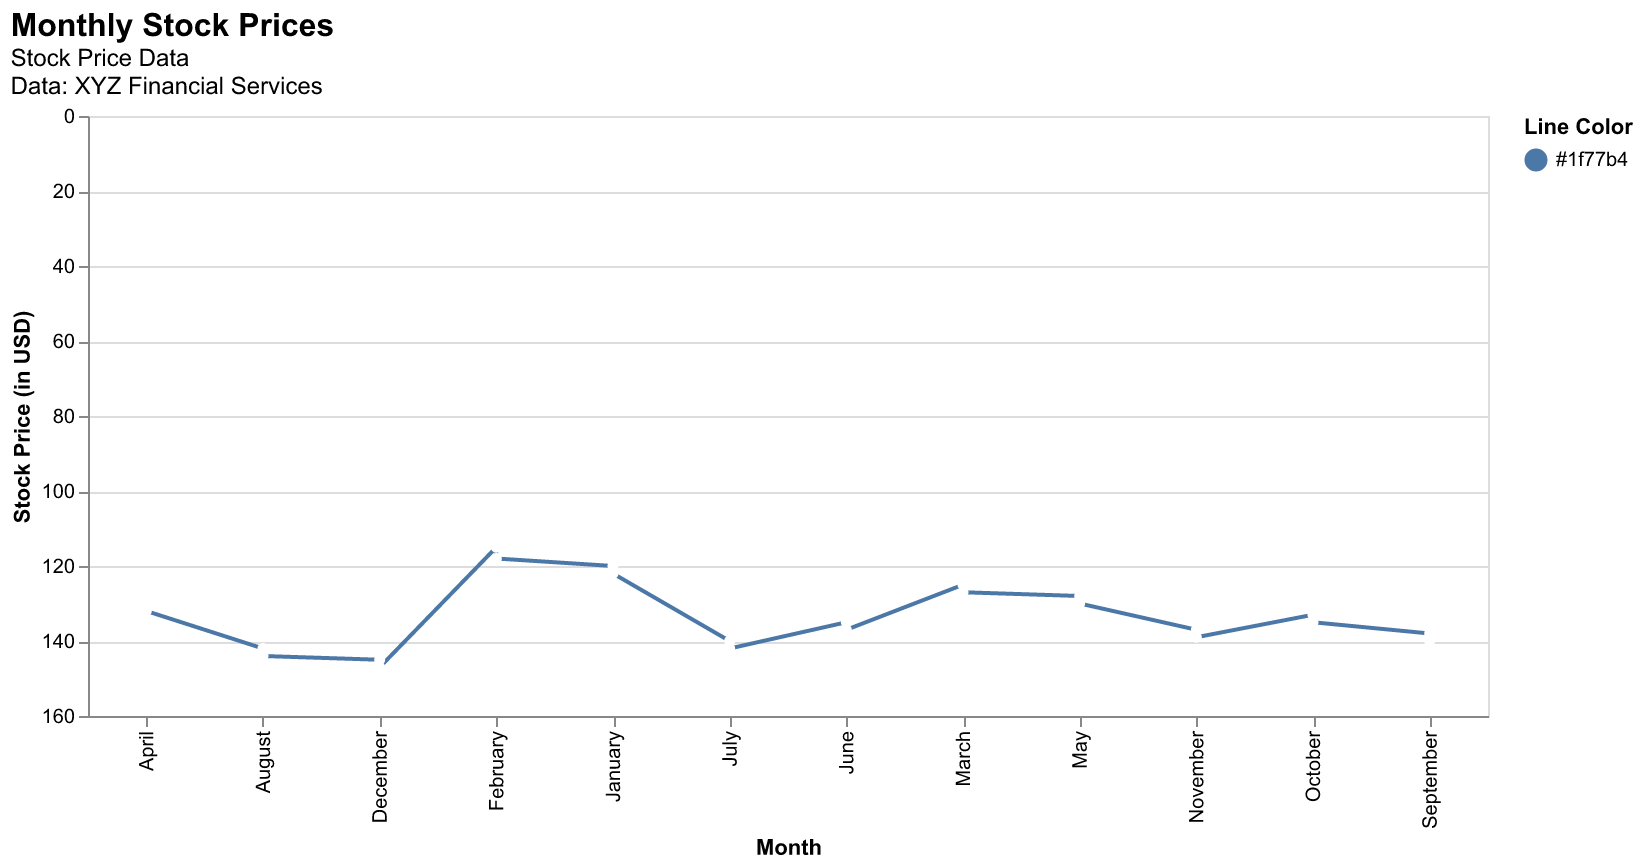 Monthly Stock Prices
Stock Price Data
Data: XYZ Financial Services
Line Color
#1f77b4
Stock Price (in USD)
0
20
40
60
80
100
120
140
160
April
August
December
February
January
July
June
March
May
November
October
September
Month